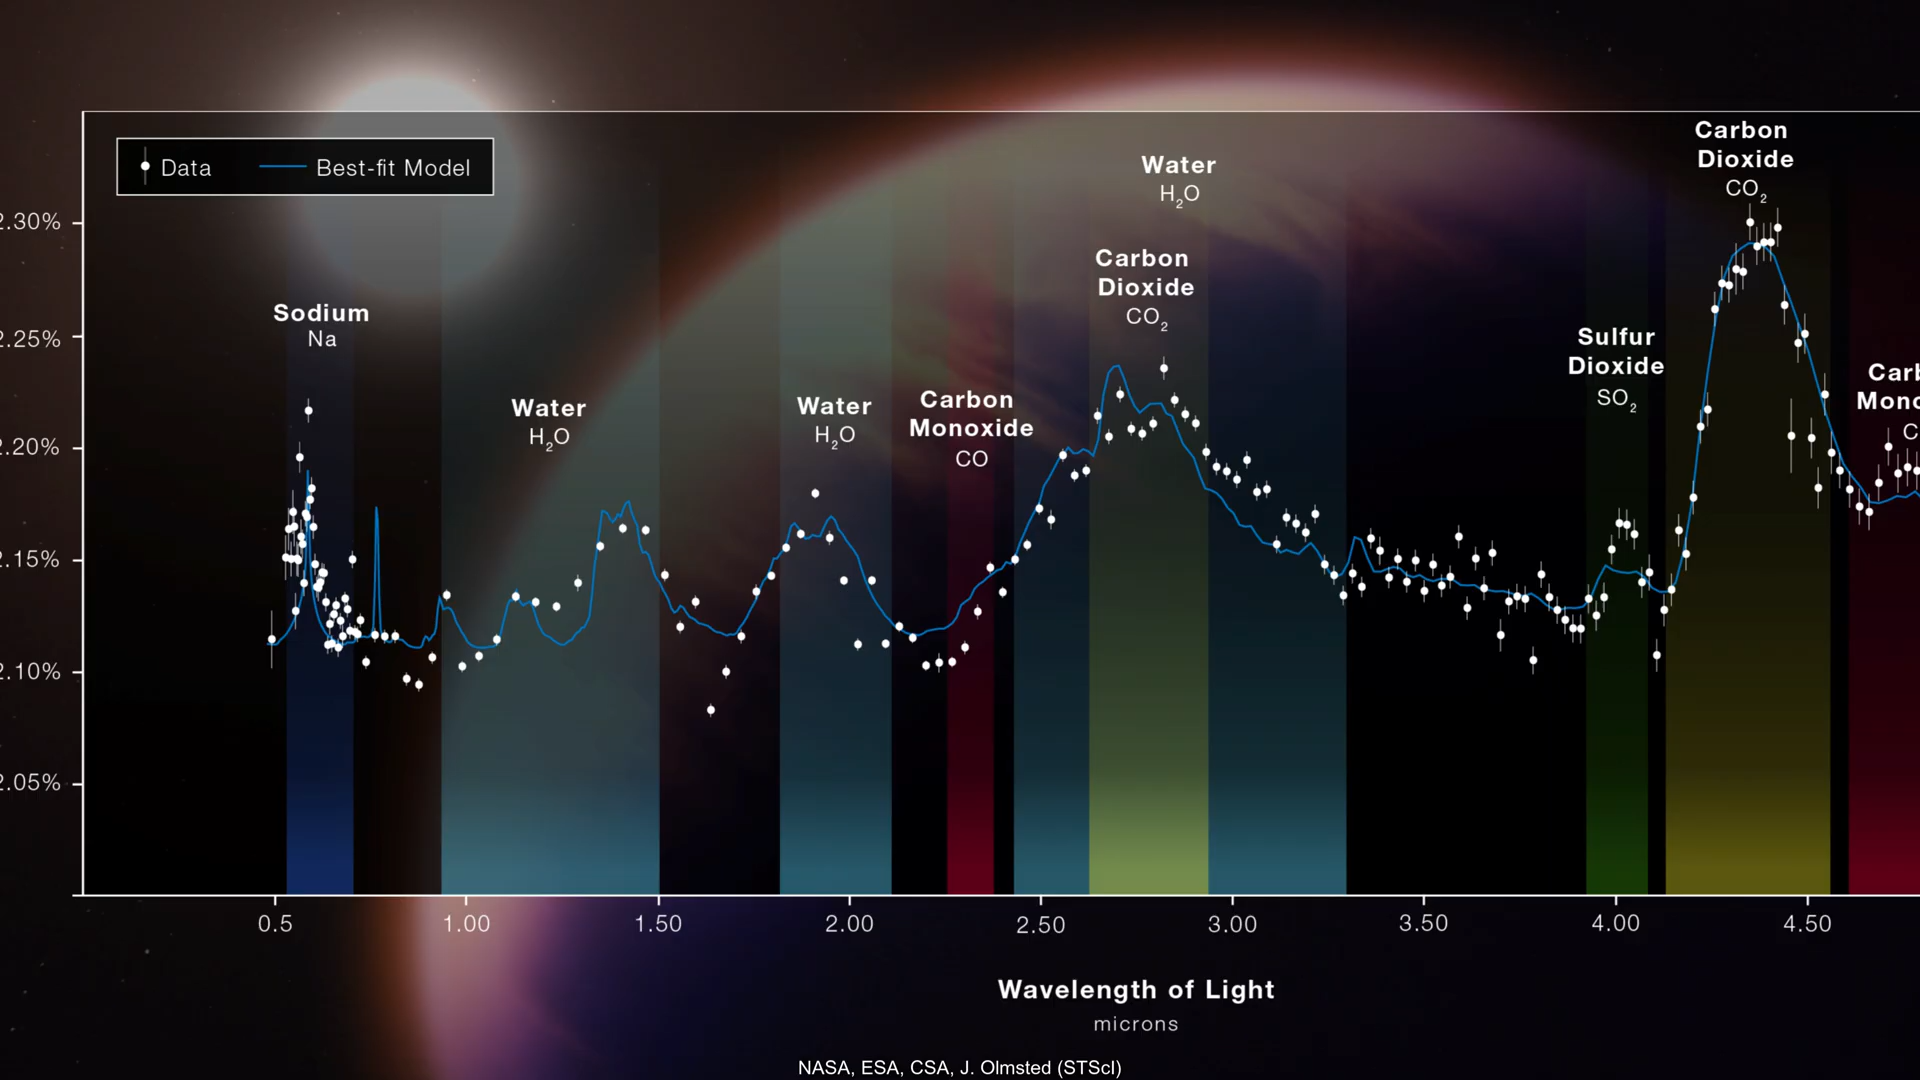 Data
Best-fit Model
2.30%
2.25%
2.20%
2.15%
2.10%
2.05%
Sodium
Na
Water
H₂O
Water
H₂O
Carbon
Monoxide
CO
Water
H₂O
Carbon
Dioxide
CO₂
Sulfur
Dioxide
SO₂
Carbon
Dioxide
CO₂
Carb
Mono
C
0.5
1.00
1.50
2.00
2.50
3.00
3.50
4.00
4.50
Wavelength of Light
microns
NASA, ESA, CSA, J. Olmsted (STScI)